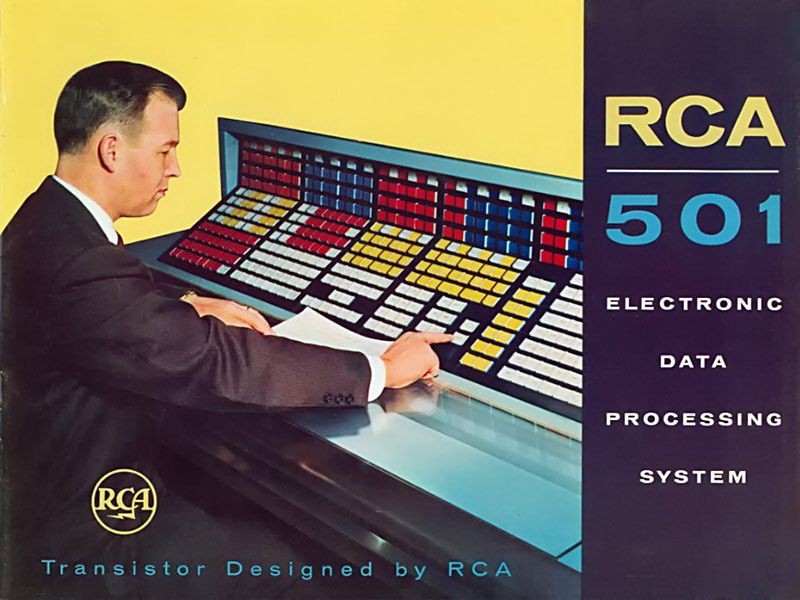 RCA
501
ELECTRONIC
DATA
PROCESSING
SYSTEM
RCA
Transistor Designed by RCA